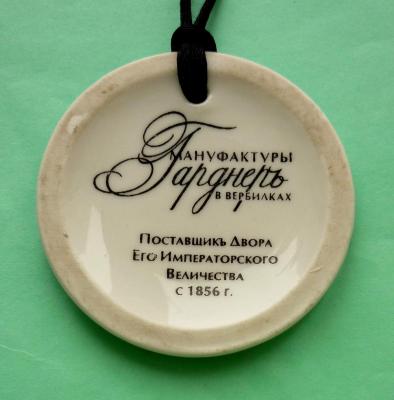 Мануфактуры
Гарднеръ
в Вербилках
Поставщикъ Двора
Его Императорского
Величества
с 1856 г.